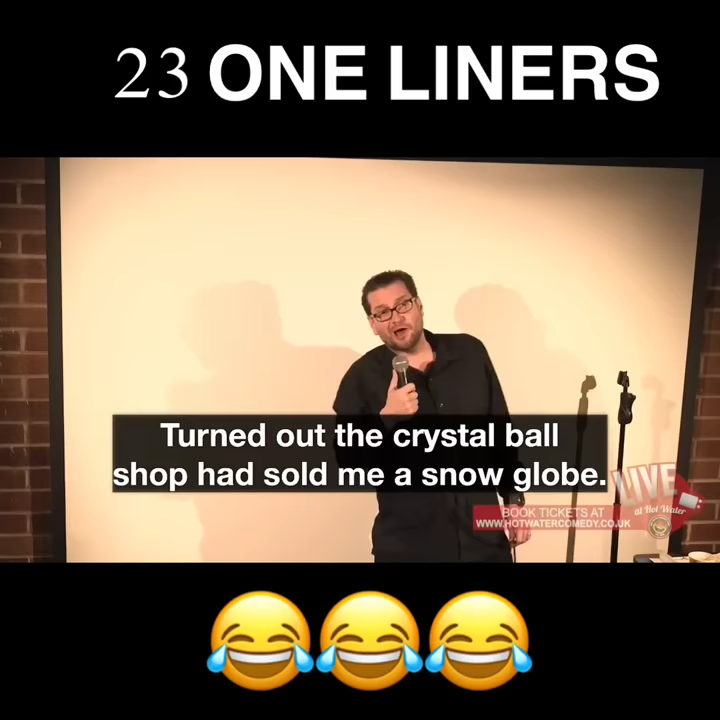 23 ONE LINERS
Turned out the crystal ball
shop had sold me a snow globe.
LIVE
at Hot Water
BOOK TICKETS AT
WWW.HOTWATERCOMEDY.CO.UK